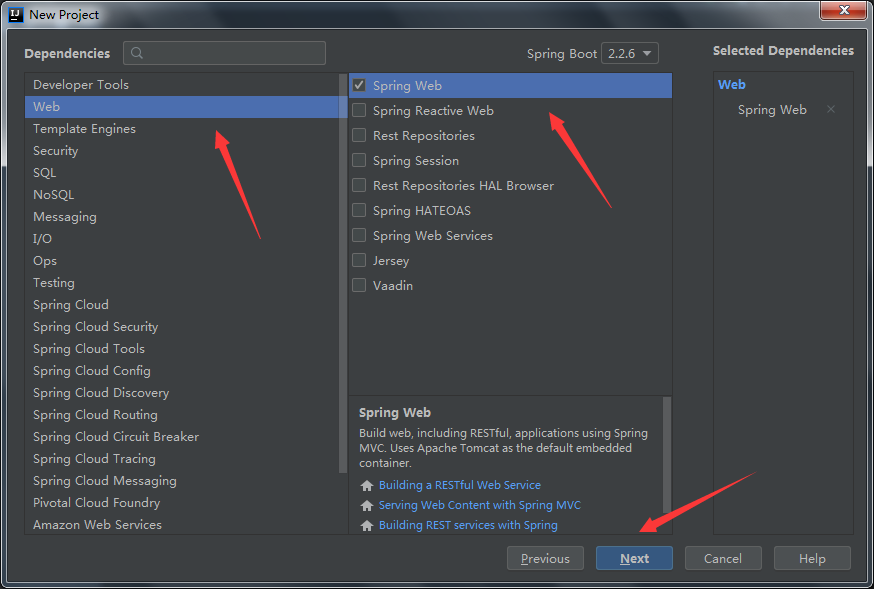 New Project
Dependencies
Spring Boot 2.2.6
Selected Dependencies
Developer Tools
Web
Template Engines
Security
SQL
NoSQL
Messaging
I/O
Ops
Testing
Spring Cloud
Spring Cloud Security
Spring Cloud Tools
Spring Cloud Config
Spring Cloud Discovery
Spring Cloud Routing
Spring Cloud Circuit Breaker
Spring Cloud Tracing
Spring Cloud Messaging
Pivotal Cloud Foundry
Amazon Web Services
Spring Web
Spring Reactive Web
Rest Repositories
Spring Session
Rest Repositories HAL Browser
Spring HATEOAS
Spring Web Services
Jersey
Vaadin
Spring Web
Build web, including RESTful, applications using Spring
MVC. Uses Apache Tomcat as the default embedded
container.
Building a RESTful Web Service
Serving Web Content with Spring MVC
Building REST services with Spring
Web
Spring Web
Previous
Next
Cancel
Help